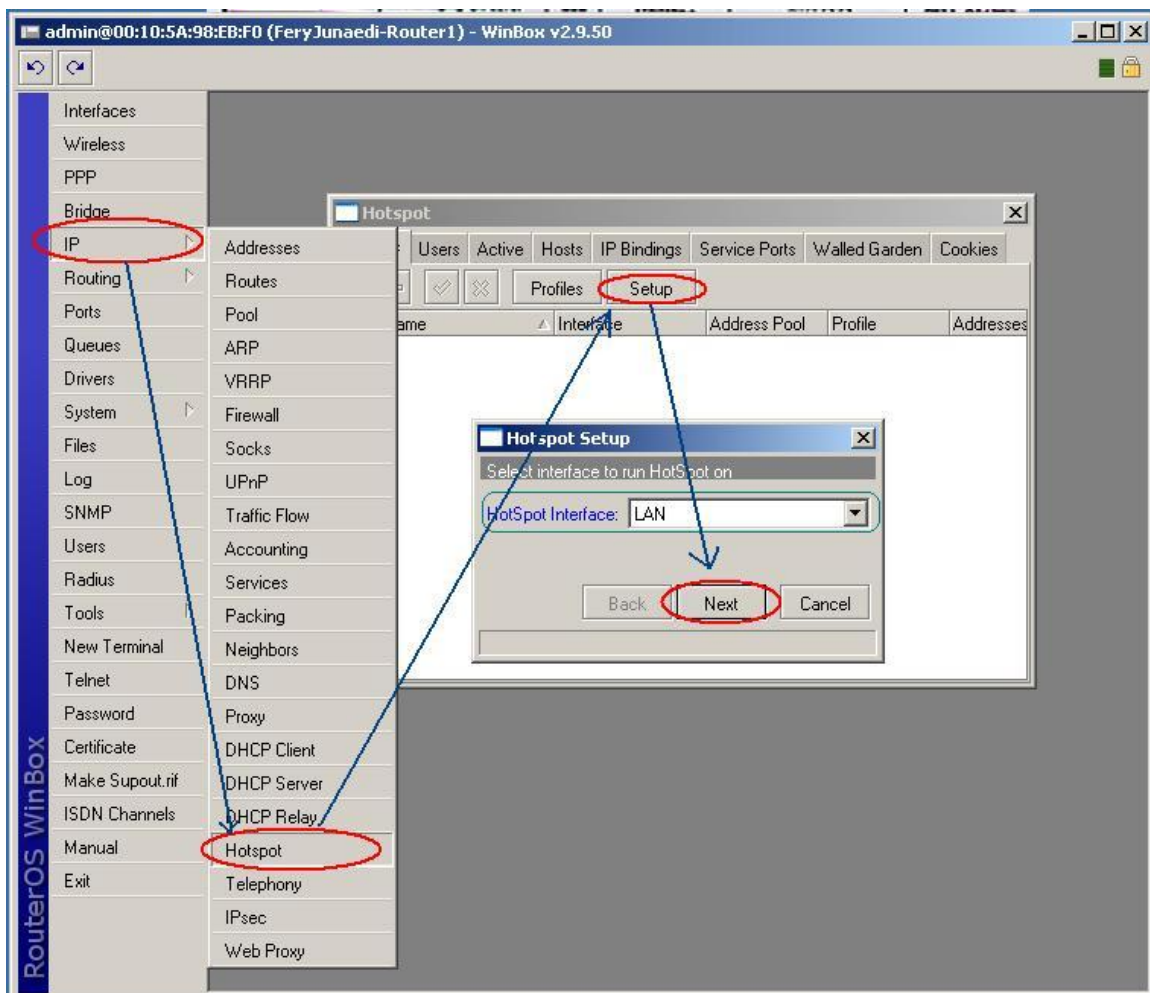 admin@00:10:5A:98:EB:F0 (FeryJunaedi-Router1) - WinBox v2.9.50
Interfaces
Wireless
PPP
Bridge
IP
Routing
Ports
Queues
Drivers
System
Files
Log
SNMP
Users
Radius
Tools
New Terminal
Telnet
Password
Certificate
Make Supout.rif
ISDN Channels
Manual
Exit
RouterOS WinBox
Addresses
Routes
Pool
ARP
VRRP
Firewall
Socks
UPnP
Traffic Flow
Accounting
Services
Packing
Neighbors
DNS
Proxy
DHCP Client
DHCP Server
DHCP Relay
Hotspot
Telephony
IPsec
Web Proxy
Hotspot
Users Active Hosts IP Bindings Service Ports Walled Garden Cookies
Profiles Setup
ame Interface Address Pool Profile Addresses
Hotspot Setup
Select interface to run HotSpot on
HotSpot Interface: LAN
Back Next Cancel